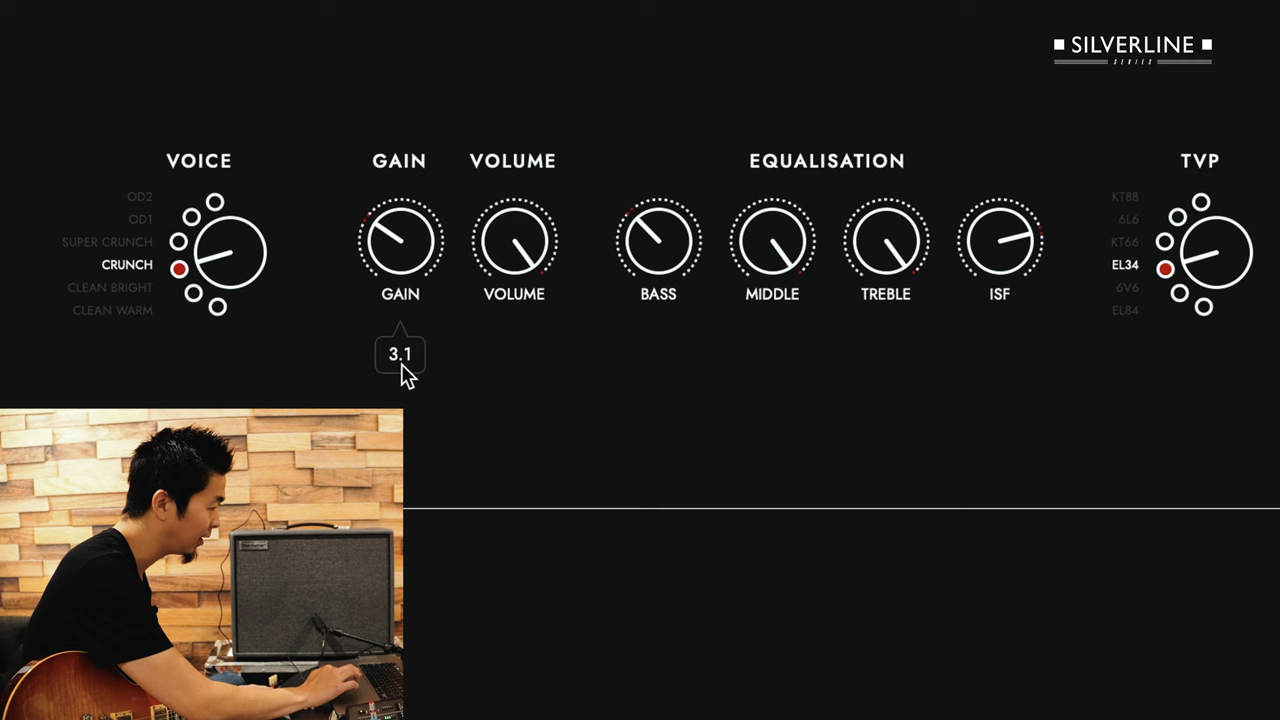 SILVERLINE
SERIES
VOICE
GAIN
VOLUME
EQUALISATION
TVP
OD2
OD1
SUPER CRUNCH
CRUNCH
CLEAN BRIGHT
CLEAN WARM
GAIN
VOLUME
BASS
MIDDLE
TREBLE
ISF
KT88
6L6
KT66
EL34
6V6
EL84
3.1